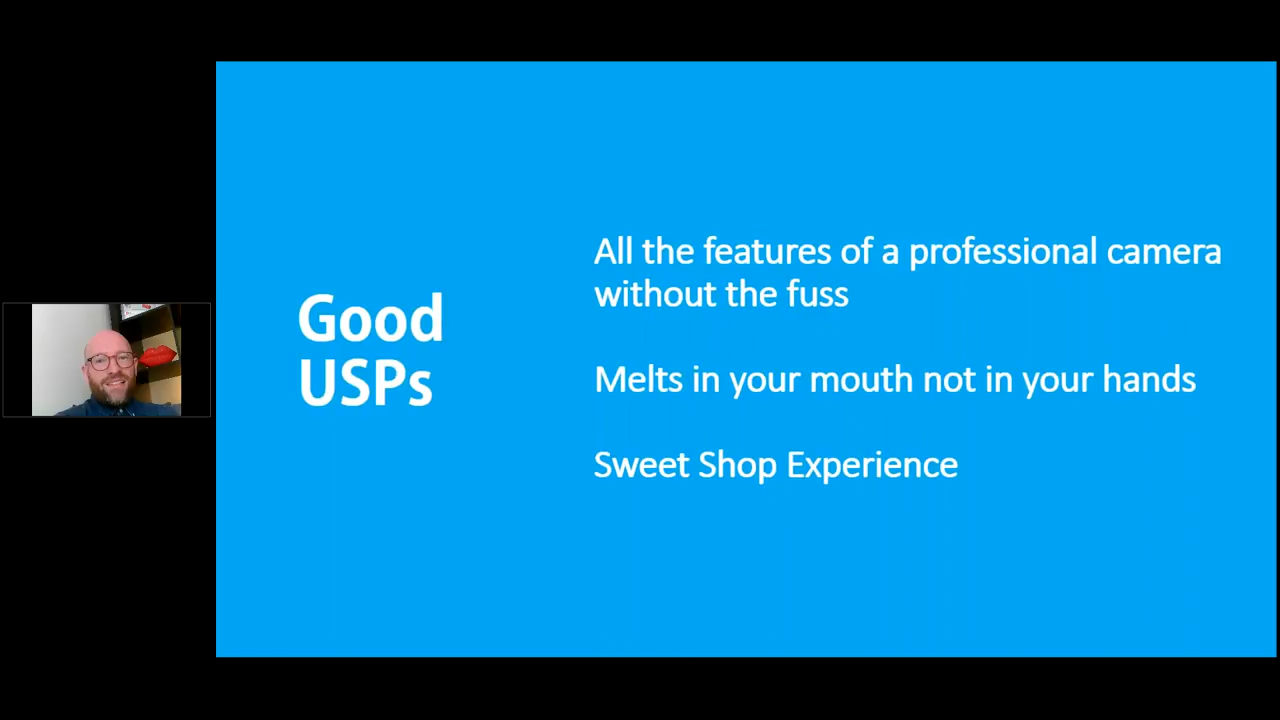 Good
USPs
All the features of a professional camera
without the fuss
Melts in your mouth not in your hands
Sweet Shop Experience